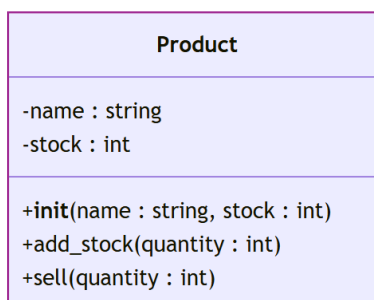 Product
-name : string
-stock : int
+init(name : string, stock : int)
+add_stock(quantity : int)
+sell(quantity : int)